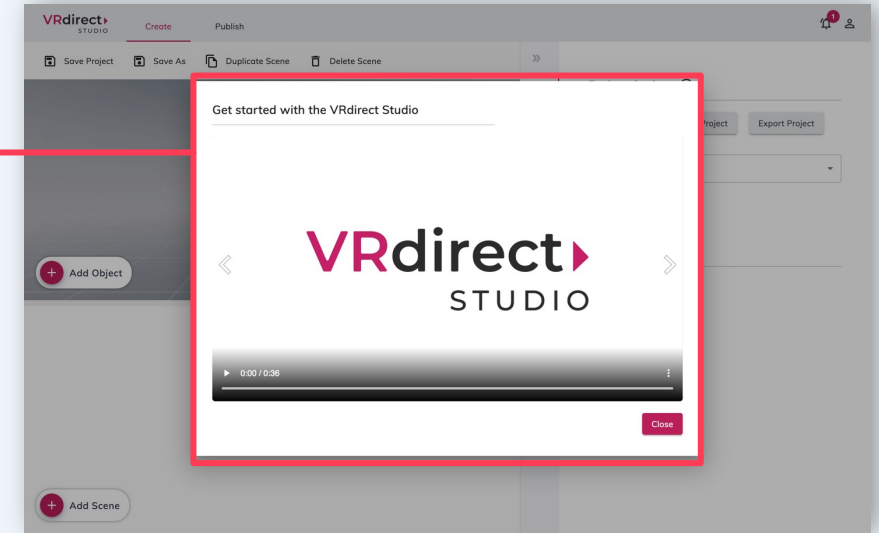 VRdirect
STUDIO
Create
Publish
1
Save Project
Save As
Duplicate Scene
Delete Scene
Get started with the VRdirect Studio
Project
Export Project
VRdirect
STUDIO
Add Object
0:00 / 0:36
Close
Add Scene